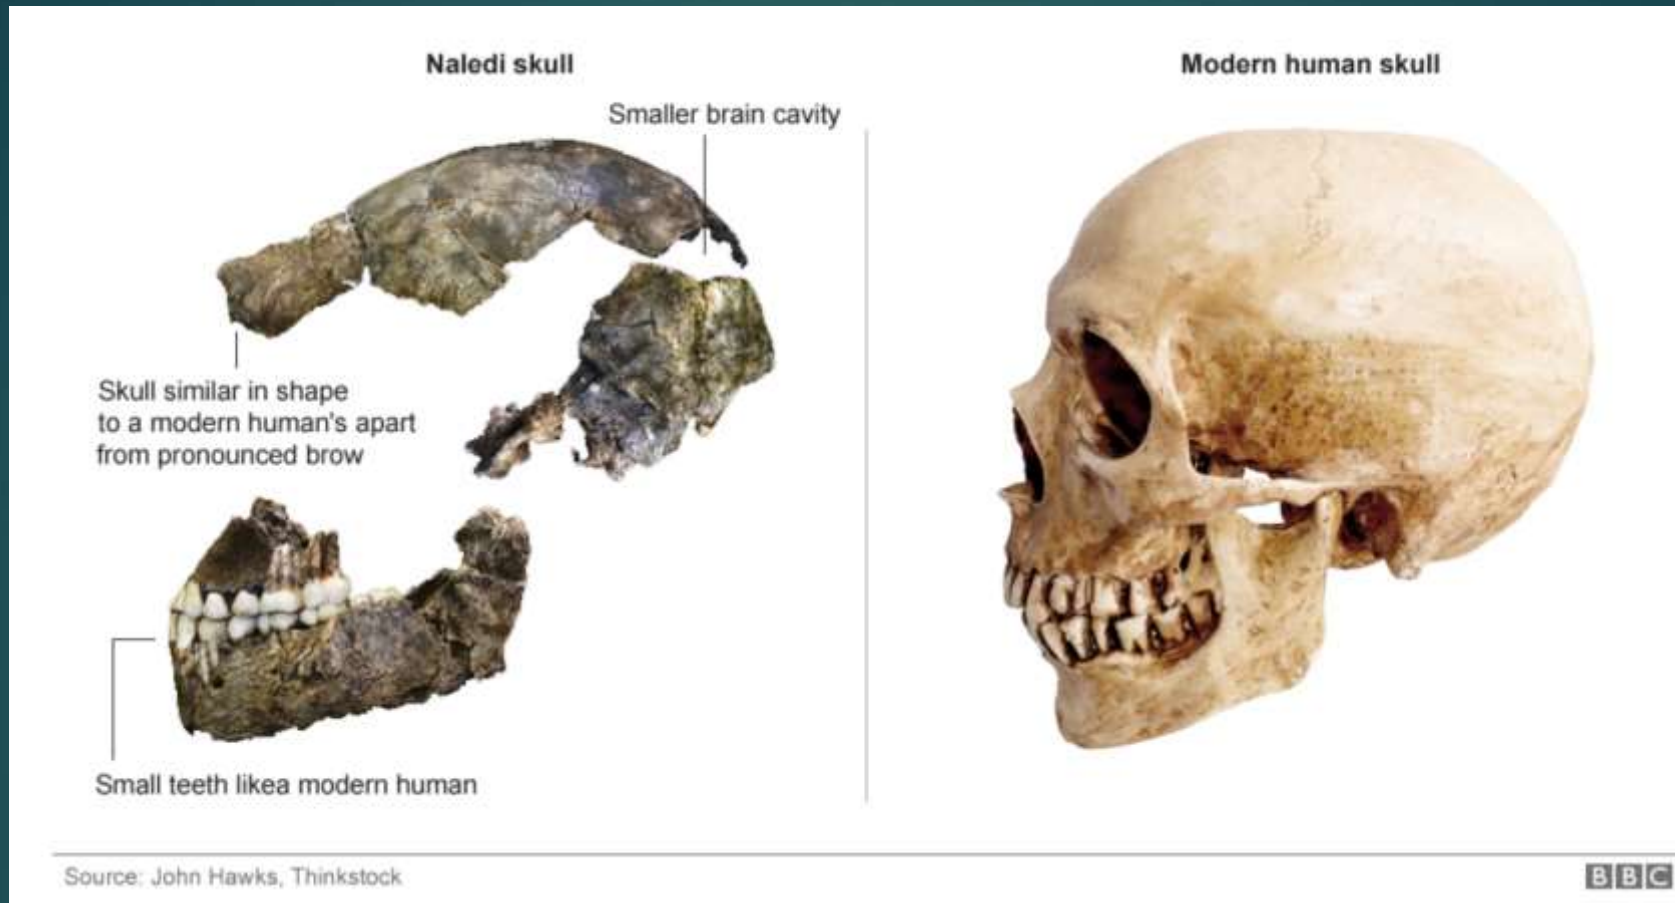 Naledi skull
Smaller brain cavity
Skull similar in shape
to a modern human's apart
from pronounced brow
Small teeth likea modern human
Modern human skull
Source: John Hawks, Thinkstock
BBC